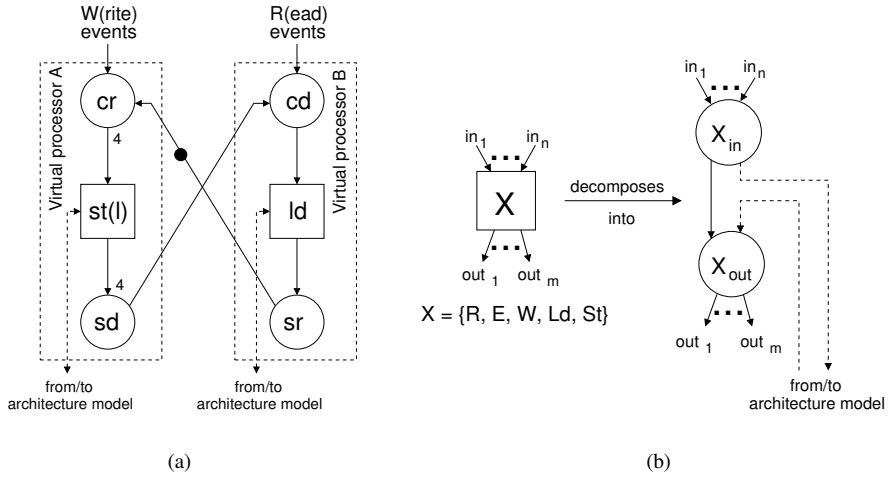 W(rite)
events
R(ead)
events
Virtual processor A
cr
4
st(l)
4
sd
from/to
architecture model
cd
Virtual processor B
ld
sr
from/to
architecture model
(a)
in 1
in n
X
out 1
out m
X = {R, E, W, Ld, St}
decomposes
into
in 1
in n
X in
X out
out 1
out m
from/to
architecture model
(b)